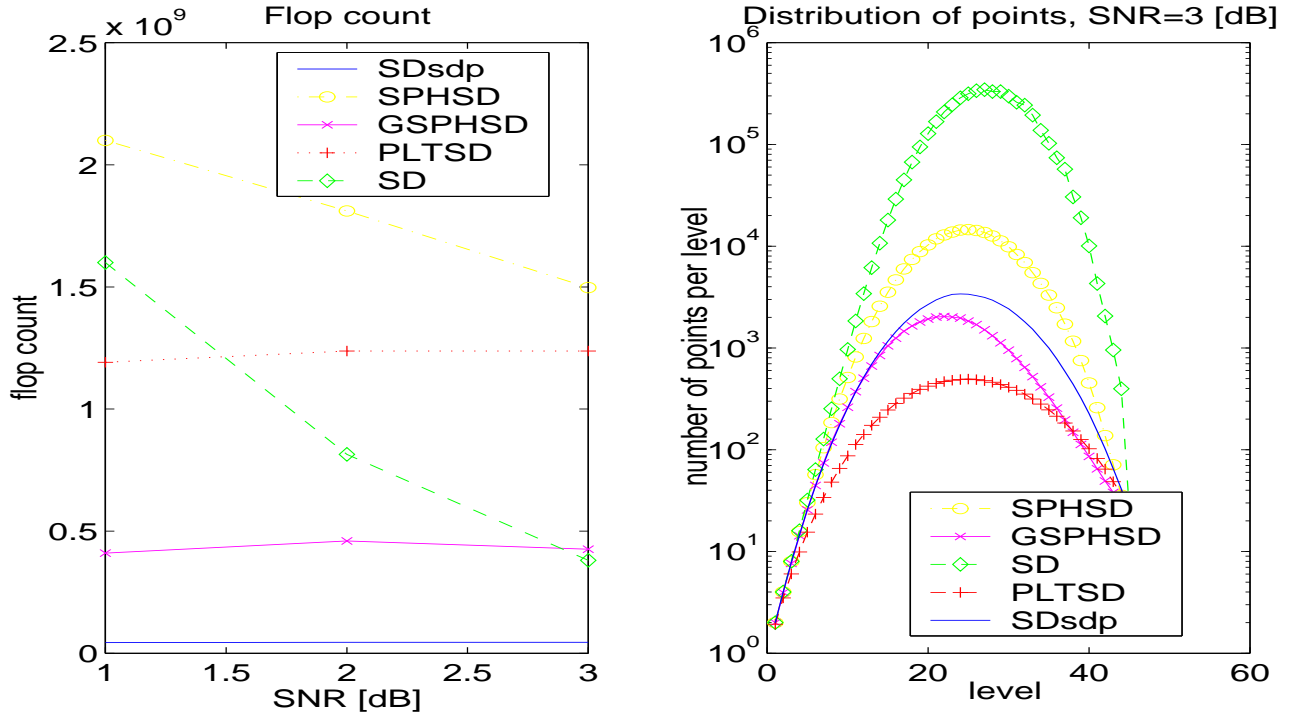 Flop count
x 10^9
2.5
2
1.5
1
0.5
0
flop count
SDsdp
SPHSD
GSPHSD
PLTSD
SD
1
1.5
2
2.5
3
SNR [dB]
Distribution of points, SNR=3 [dB]
10^6
10^5
10^4
10^3
10^2
10^1
10^0
number of points per level
SPHSD
GSPHSD
SD
PLTSD
SDsdp
0
20
40
60
level